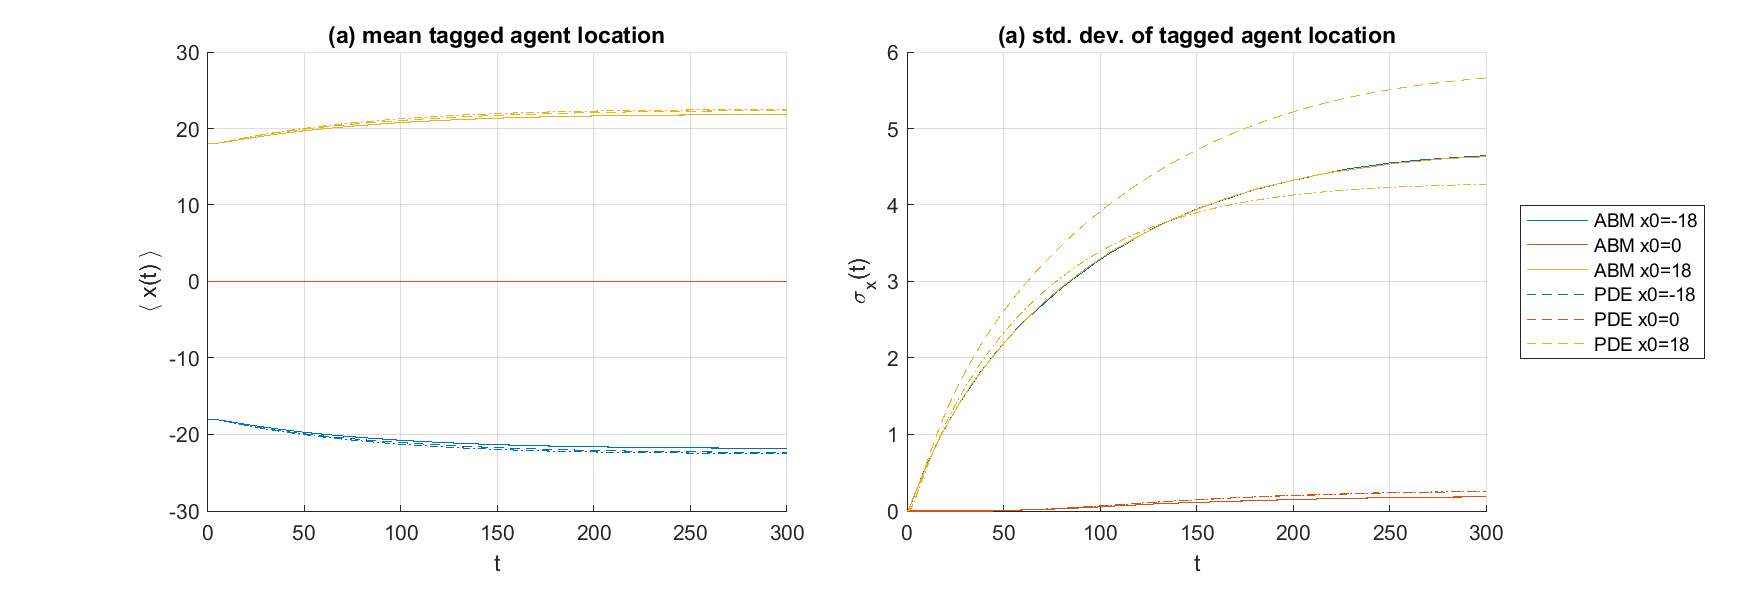 (a) mean tagged agent location
30
20
10
0
-10
-20
-30
0 50 100 150 200 250 300
t
⟨ x(t) ⟩
(a) std. dev. of tagged agent location
6
5
4
3
2
1
0
0 50 100 150 200 250 300
t
σx(t)
ABM x0=-18
ABM x0=0
ABM x0=18
PDE x0=-18
PDE x0=0
PDE x0=18